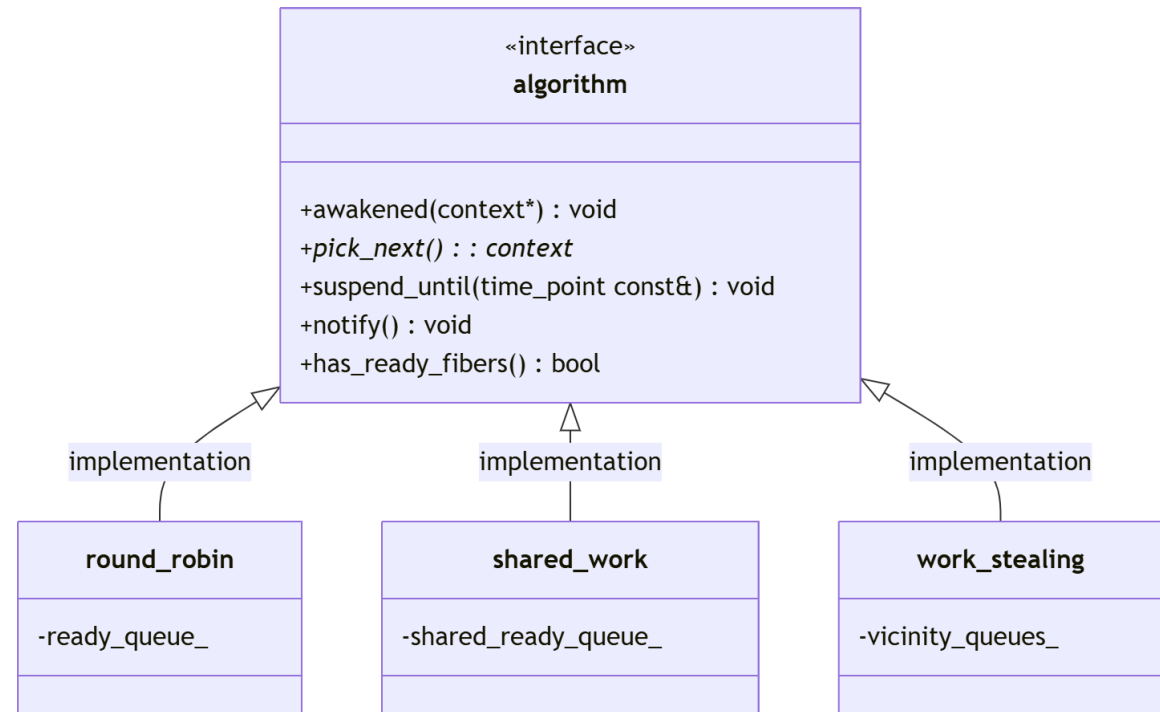 «interface»
algorithm
+awakened(context*) : void
+pick_next() : : context
+suspend_until(time_point const&) : void
+notify() : void
+has_ready_fibers() : bool
implementation
implementation
implementation
round_robin
shared_work
work_stealing
-ready_queue_
-shared_ready_queue_
-vicinity_queues_